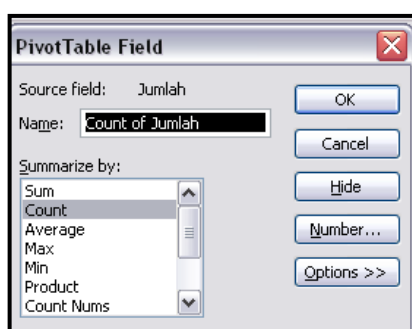 PivotTable Field
Source field: Jumlah
Name: Count of Jumlah
Summarize by:
Sum
Count
Average
Max
Min
Product
Count Nums
OK
Cancel
Hide
Number...
Options >>